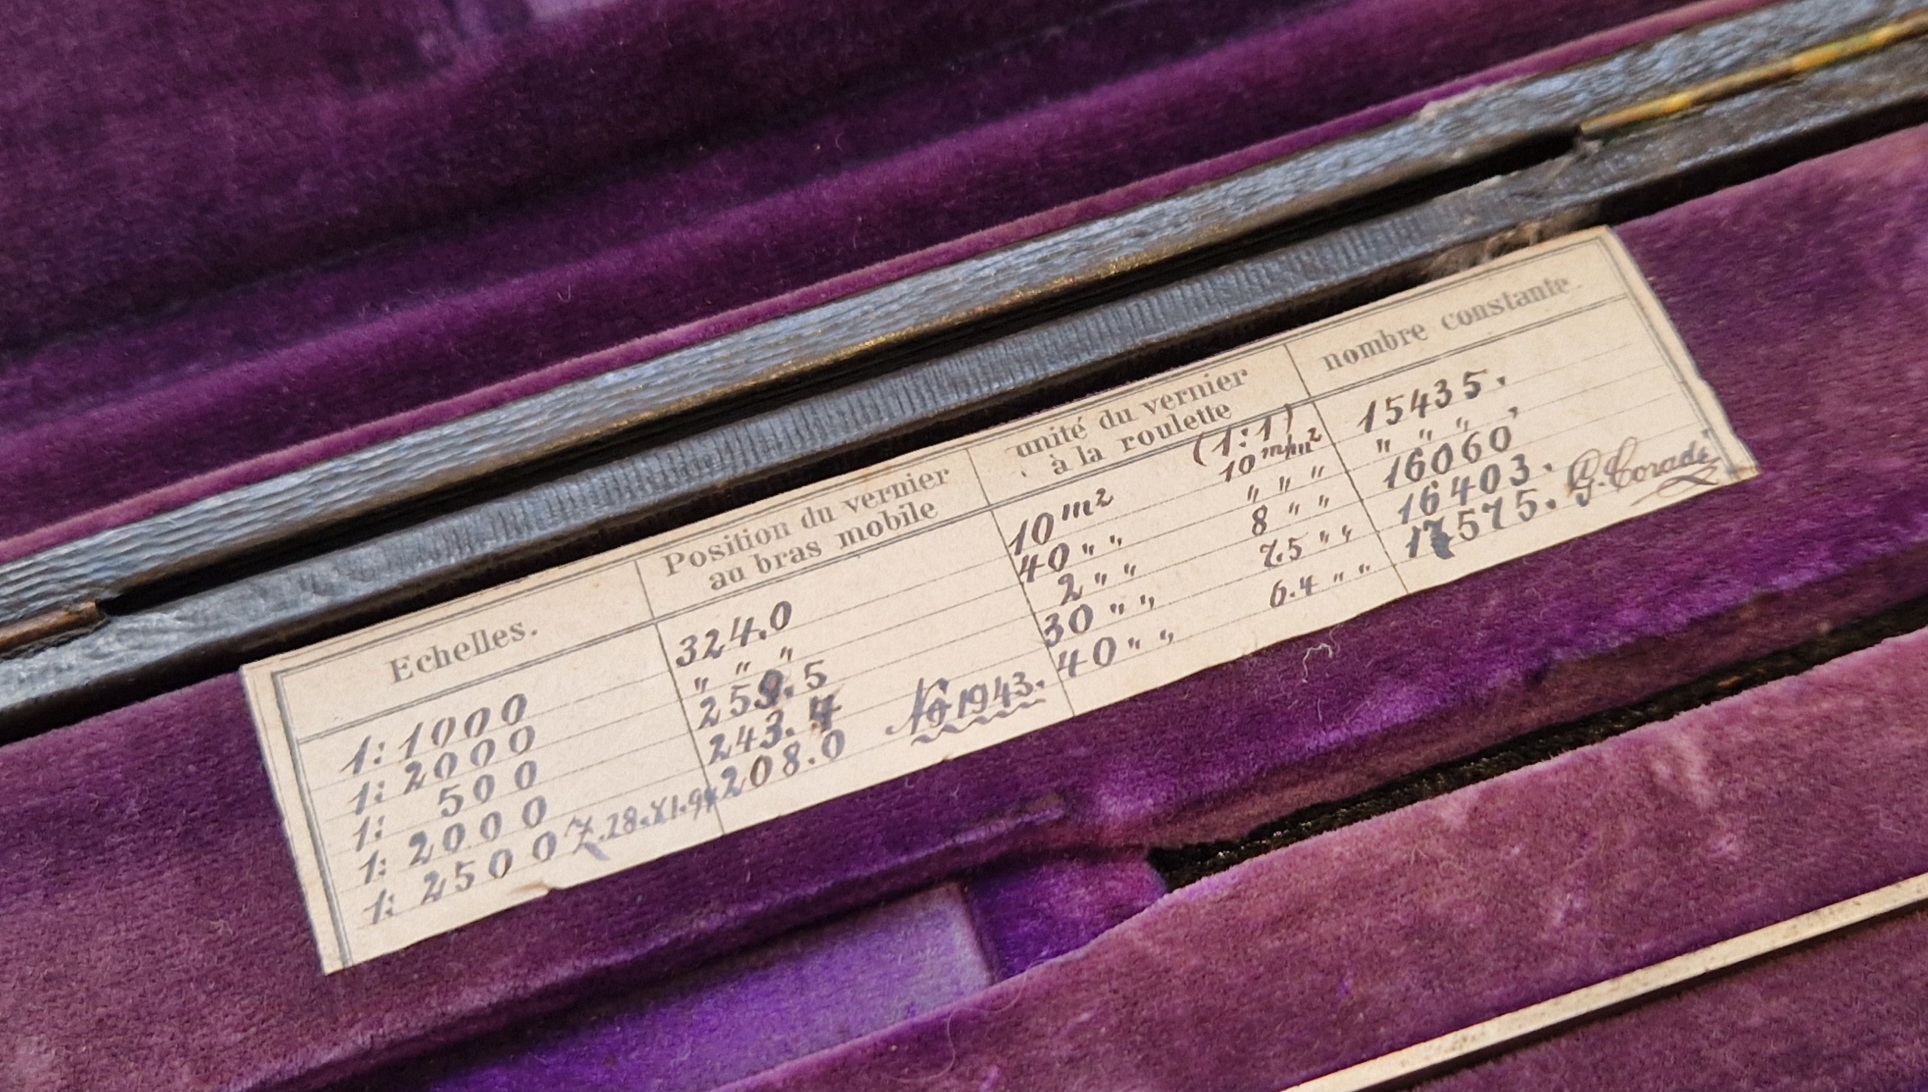 Echelles. Position du vernier au bras mobile unité du vernier à la roulette nombre constante.
1:1000 324.0 10 m² (1:1) 10 mm² 15435.
1:2000 " " 40 " " " " " " " "
1: 500 259.5 2 " " 8 " " 16060
1:2000 243.4 30 " " 7.5 " " 16403.
1:2500 Z.28.XI.94 208.0 No 1943. 40 " " 6.4 " " 17575. G. Coradi